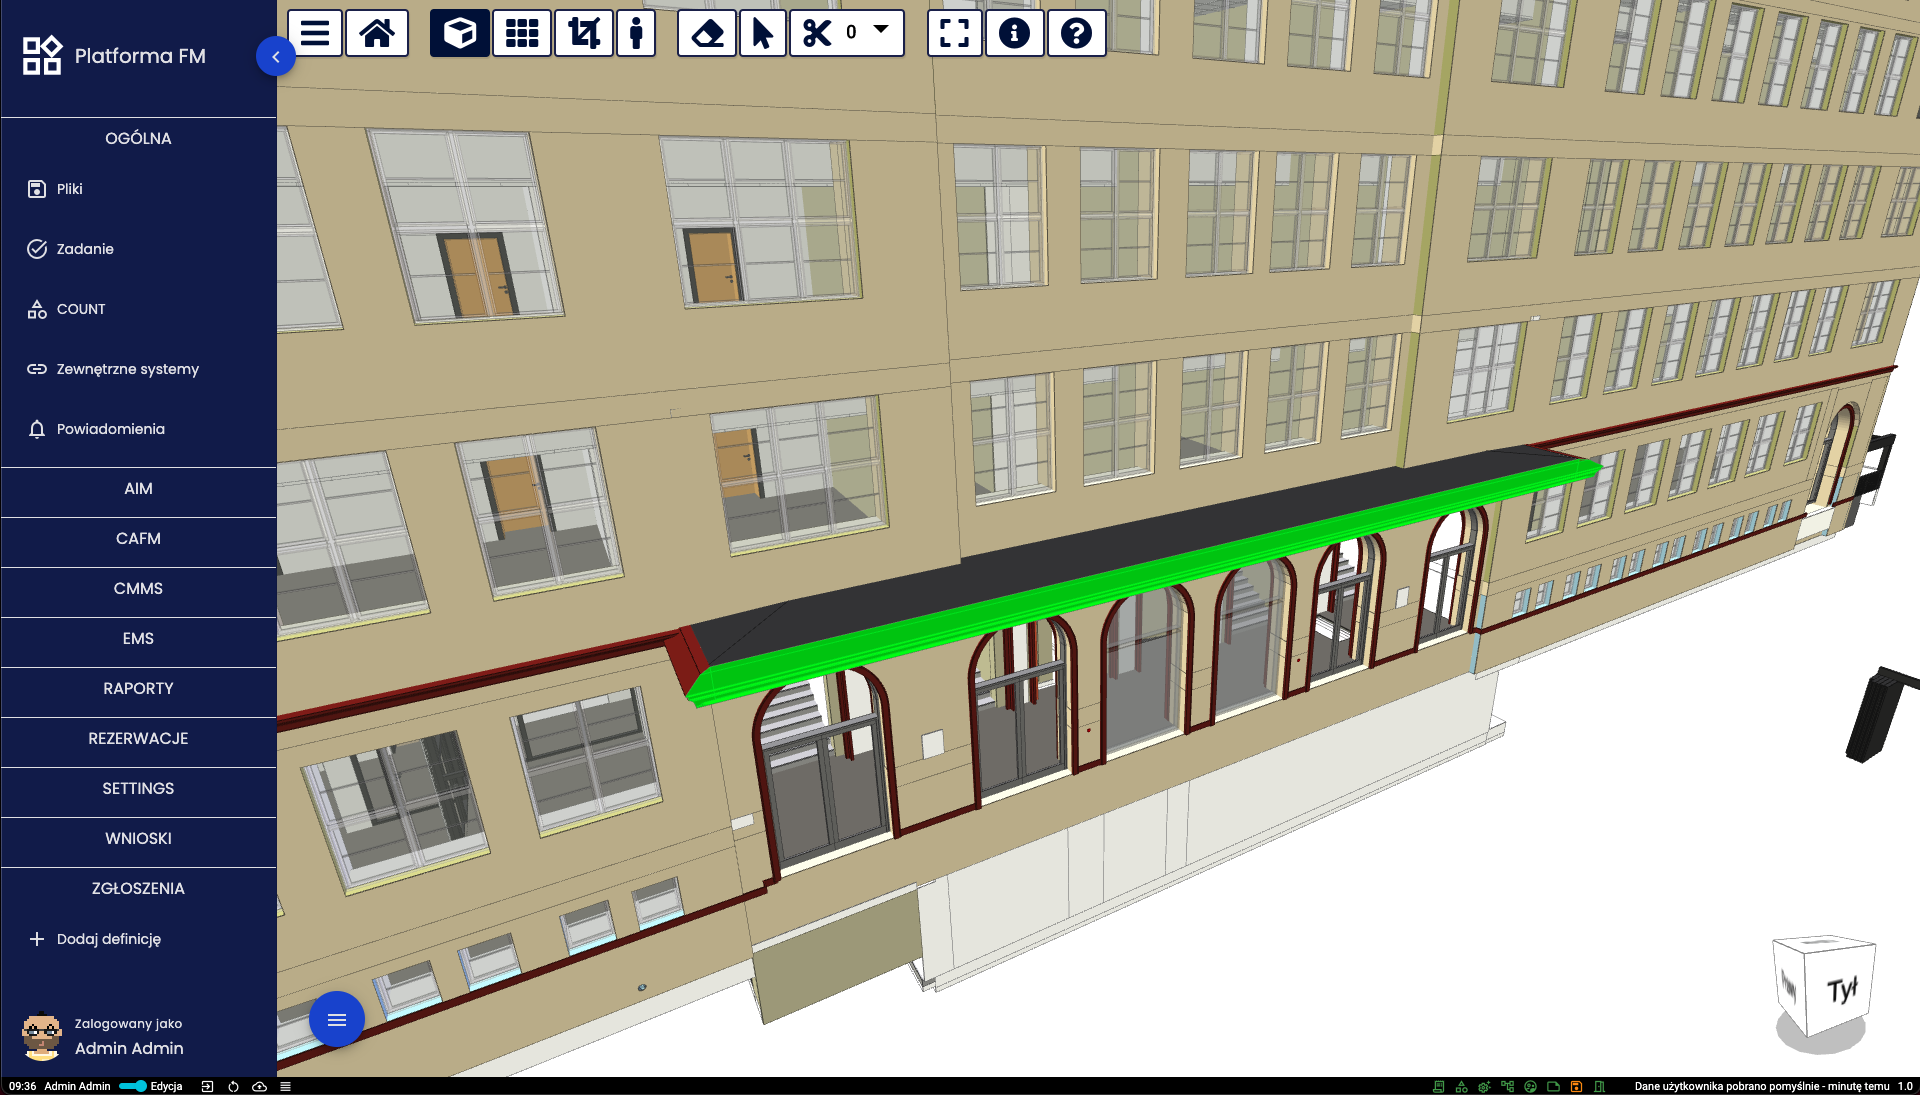 Platforma FM
0
OGÓLNA
Pliki
Zadanie
COUNT
Zewnętrzne systemy
Powiadomienia
AIM
CAFM
CMMS
EMS
RAPORTY
REZERWACJE
SETTINGS
WNIOSKI
ZGŁOSZENIA
Dodaj definicję
Tył
Zalogowany jako
Admin Admin
09:36 Admin Admin Edycja
Dane użytkownika pobrano pomyślnie - minutę temu 1.0